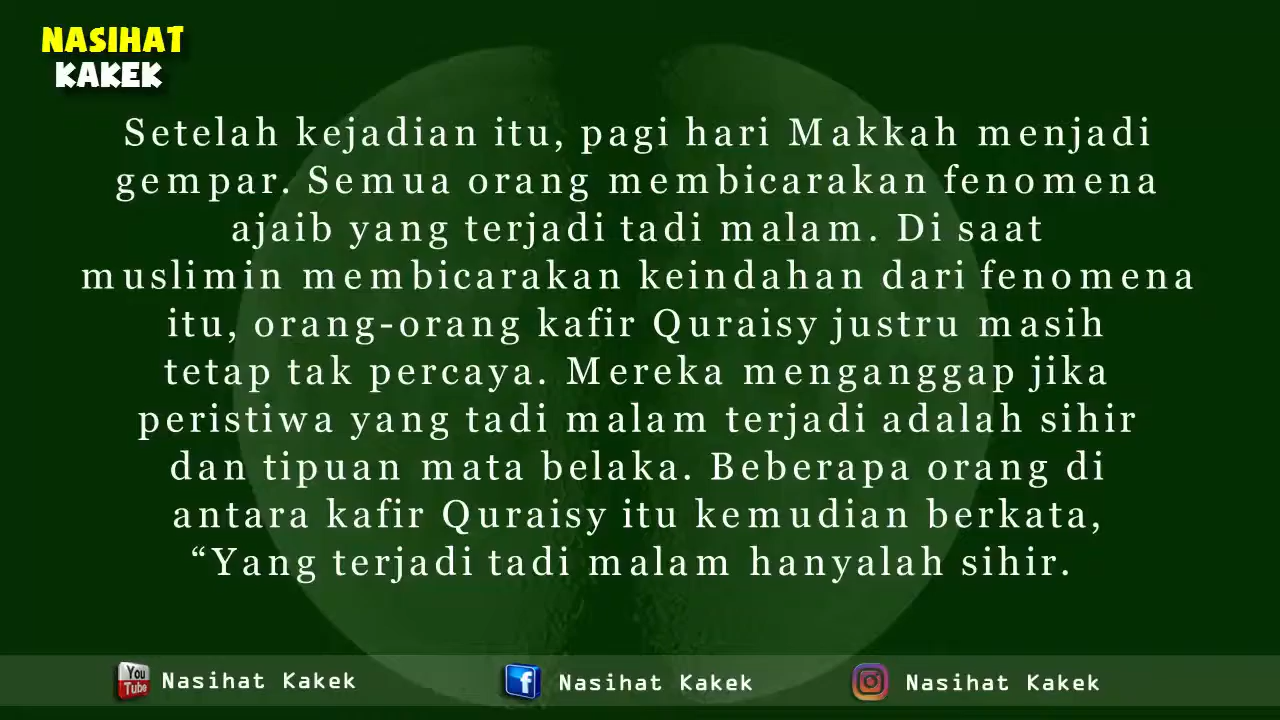 NASIHAT
KAKEK
Setelah kejadian itu, pagi hari Makkah menjadi
gempar. Semua orang membicarakan fenomena
ajaib yang terjadi tadi malam. Di saat
muslimin membicarakan keindahan dari fenomena
itu, orang-orang kafir Quraisy justru masih
tetap tak percaya. Mereka menganggap jika
peristiwa yang tadi malam terjadi adalah sihir
dan tipuan mata belaka. Beberapa orang di
antara kafir Quraisy itu kemudian berkata,
“Yang terjadi tadi malam hanyalah sihir.
You Tube Nasihat Kakek f Nasihat Kakek Nasihat Kakek